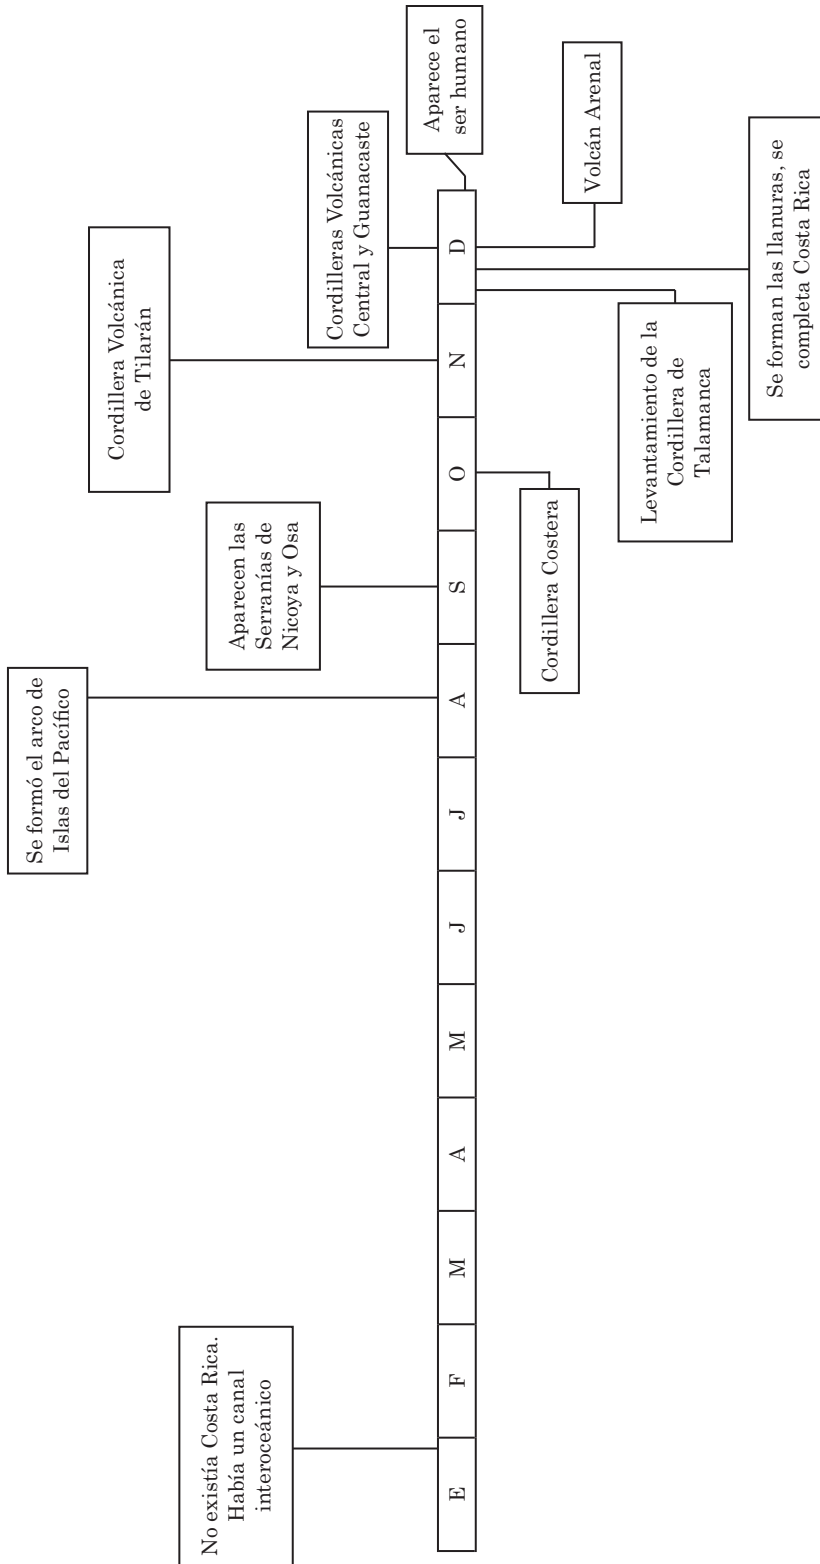 No existía Costa Rica.
Había un canal
interoceánico
Se formó el arco de
Islas del Pacífico
Aparecen las
Serranías de
Nicoya y Osa
Cordillera Volcánica
de Tilarán
Cordilleras Volcánicas
Central y Guanacaste
Aparece el
ser humano
E F M A M J J A S O N D
Cordillera Costera
Levantamiento de la
Cordillera de
Talamanca
Se forman las llanuras, se
completa Costa Rica
Volcán Arenal